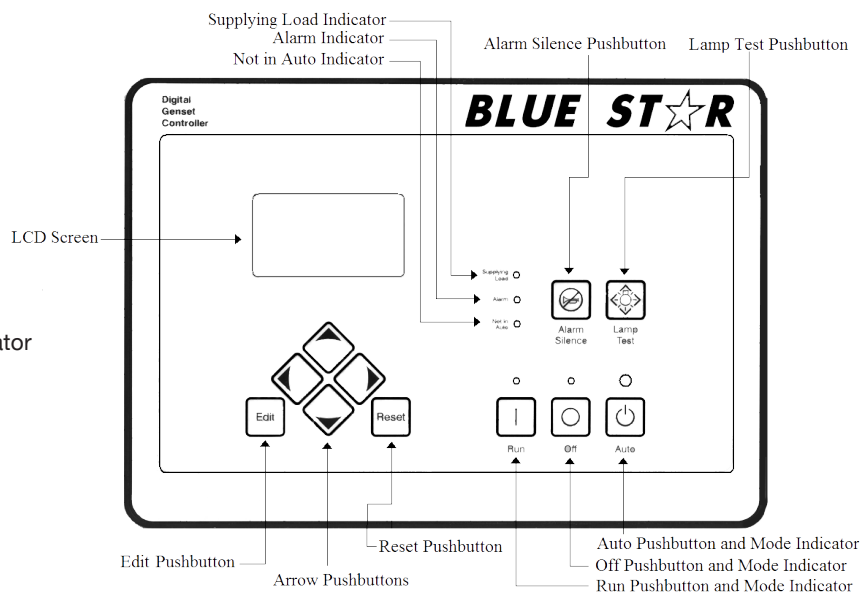 Supplying Load Indicator
Alarm Indicator
Not in Auto Indicator
Alarm Silence Pushbutton
Lamp Test Pushbutton
Digital
Genset
Controller
BLUE ST☆R
LCD Screen
Supplying
Load
Alarm
Not in
Auto
Alarm
Silence
Lamp
Test
ator
Edit
Reset
Run
Off
Auto
Edit Pushbutton
Arrow Pushbuttons
Reset Pushbutton
Auto Pushbutton and Mode Indicator
Off Pushbutton and Mode Indicator
Run Pushbutton and Mode Indicator